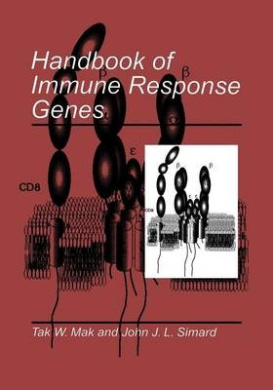 Handbook of
Immune Response
Genes
β
β
ε
CD8
Tak W. Mak and John J. L. Simard